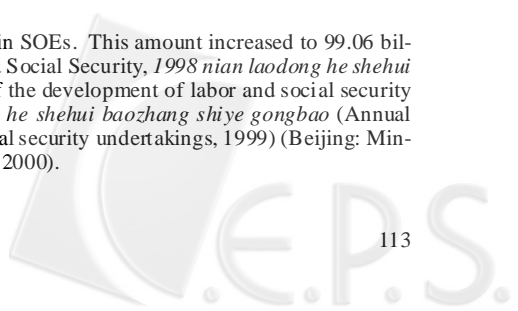 in SOEs. This amount increased to 99.06 bil-
Social Security, 1998 nian laodong he shehui
the development of labor and social security
he shehui baozhang shiye gongbao (Annual
al security undertakings, 1999) (Beijing: Min-
2000).
113
C.E.P.S.